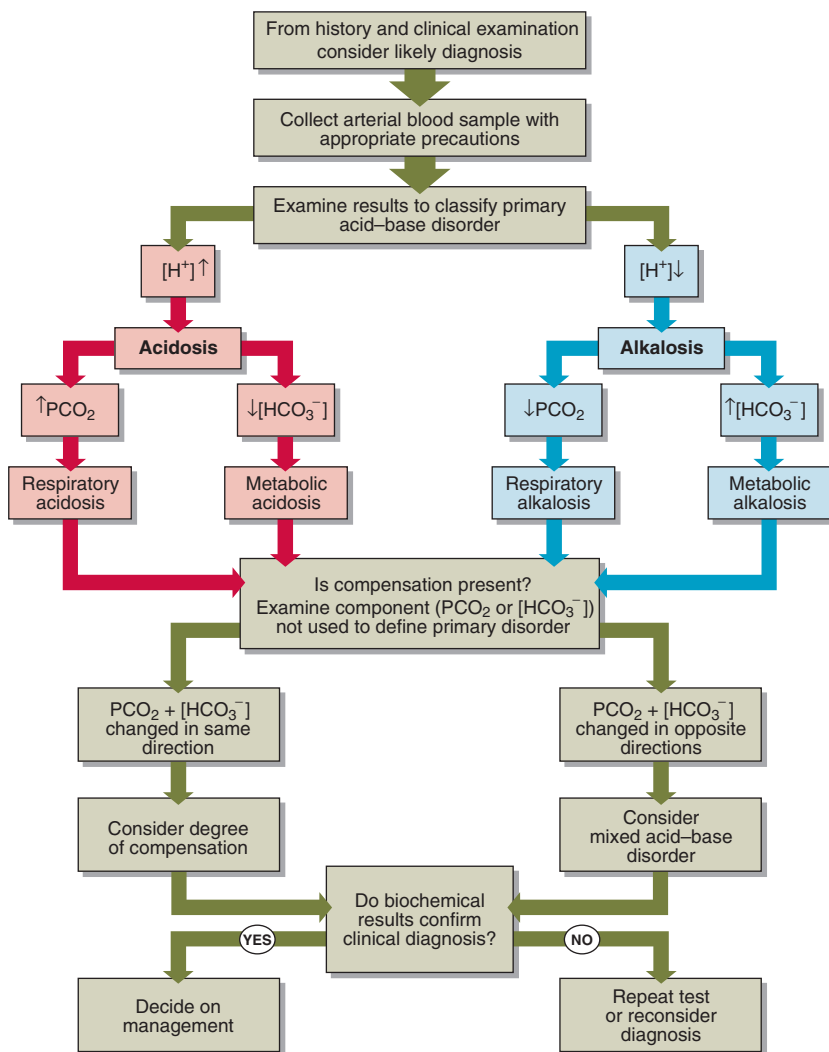 From history and clinical examination
consider likely diagnosis
Collect arterial blood sample with
appropriate precautions
Examine results to classify primary
acid–base disorder
[H⁺]↑
[H⁺]↓
Acidosis
Alkalosis
↑PCO₂
↓[HCO₃⁻]
↓PCO₂
↑[HCO₃⁻]
Respiratory
acidosis
Metabolic
acidosis
Respiratory
alkalosis
Metabolic
alkalosis
Is compensation present?
Examine component (PCO₂ or [HCO₃⁻])
not used to define primary disorder
PCO₂ + [HCO₃⁻]
changed in same
direction
PCO₂ + [HCO₃⁻]
changed in opposite
directions
Consider degree
of compensation
Consider
mixed acid–base
disorder
Do biochemical
results confirm
clinical diagnosis?
YES
NO
Decide on
management
Repeat test
or reconsider
diagnosis